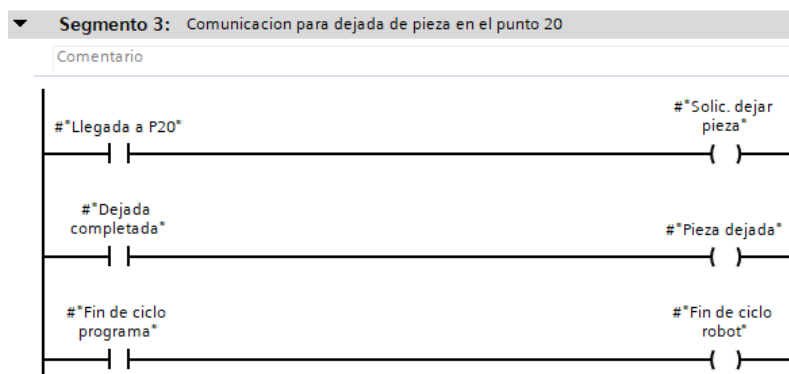 Segmento 3: Comunicacion para dejada de pieza en el punto 20
Comentario
#"Llegada a P20"
#"Solic. dejar
pieza"
#"Dejada
completada"
#"Pieza dejada"
#"Fin de ciclo
programa"
#"Fin de ciclo
robot"